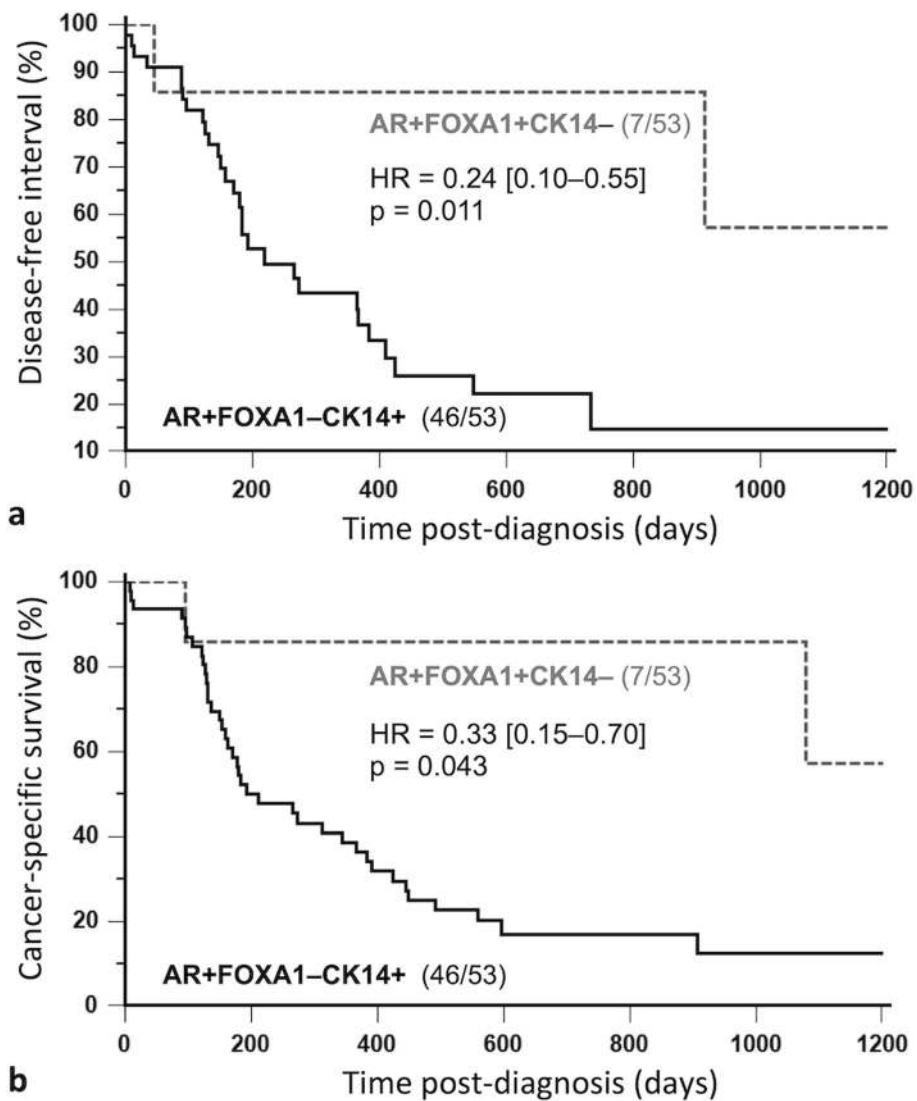 Disease-free interval (%)
100
90
80
70
60
50
40
30
20
10
AR+FOXA1+CK14– (7/53)
HR = 0.24 [0.10–0.55]
p = 0.011
AR+FOXA1–CK14+ (46/53)
0 200 400 600 800 1000 1200
a
Time post-diagnosis (days)
Cancer-specific survival (%)
100
80
60
40
20
0
AR+FOXA1+CK14– (7/53)
HR = 0.33 [0.15–0.70]
p = 0.043
AR+FOXA1–CK14+ (46/53)
0 200 400 600 800 1000 1200
b
Time post-diagnosis (days)